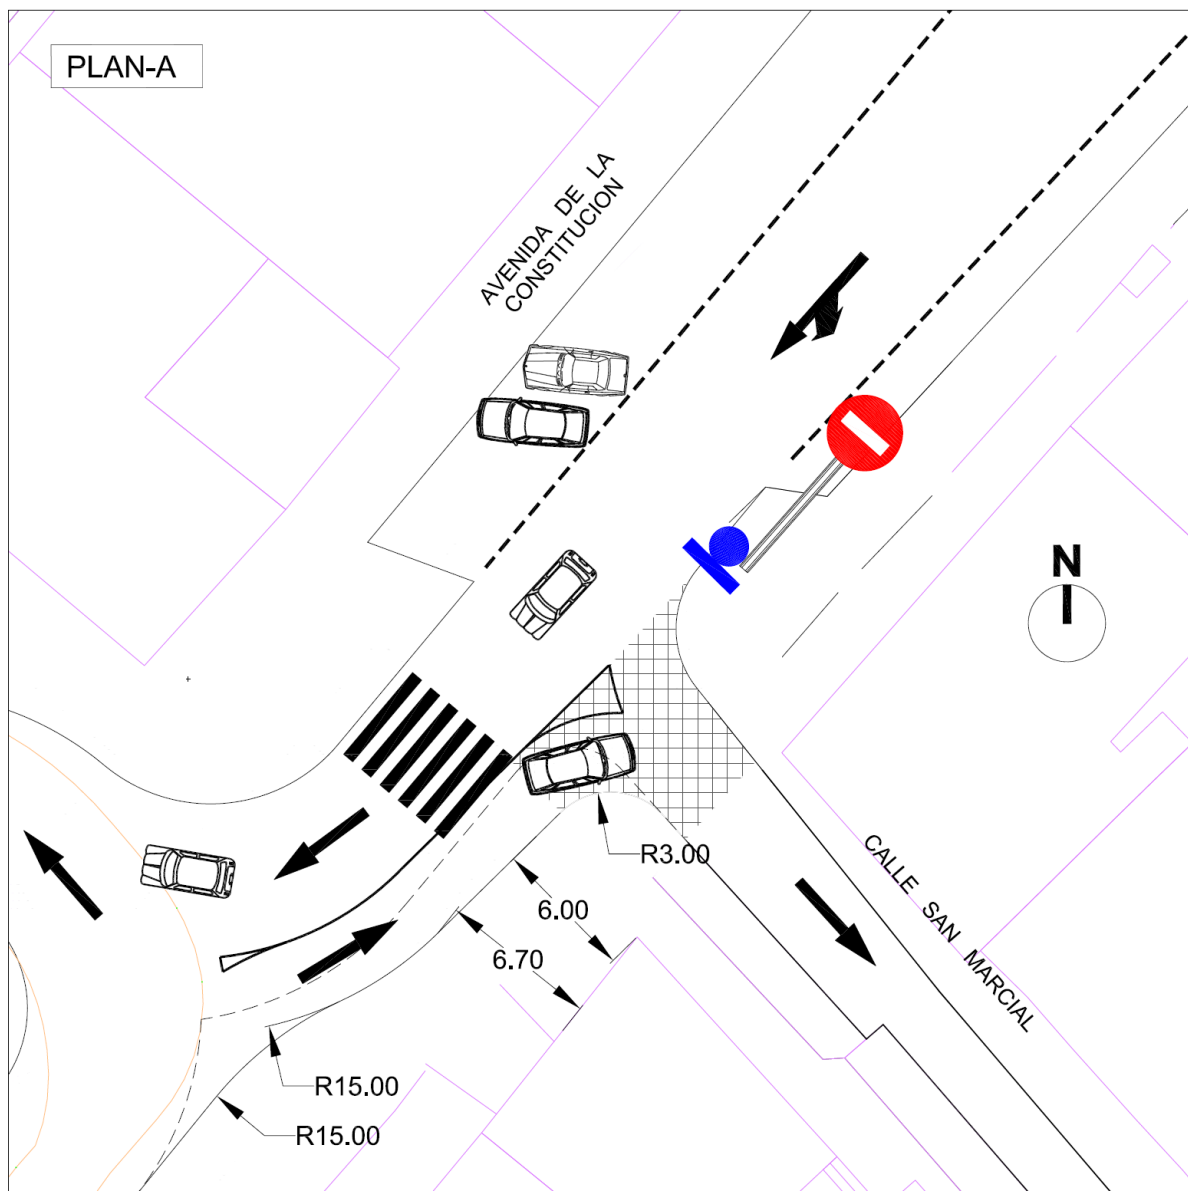 PLAN-A
AVENIDA DE LA
CONSTITUCION
N
R3.00
CALLE SAN MARCIAL
6.00
6.70
R15.00
R15.00